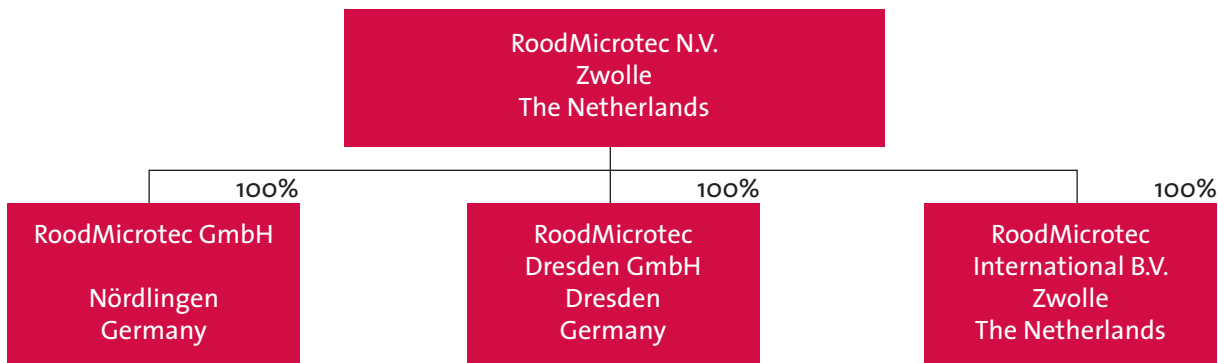 RoodMicrotec N.V.
Zwolle
The Netherlands
100%
100%
100%
RoodMicrotec GmbH
Nördlingen
Germany
RoodMicrotec
Dresden GmbH
Dresden
Germany
RoodMicrotec
International B.V.
Zwolle
The Netherlands